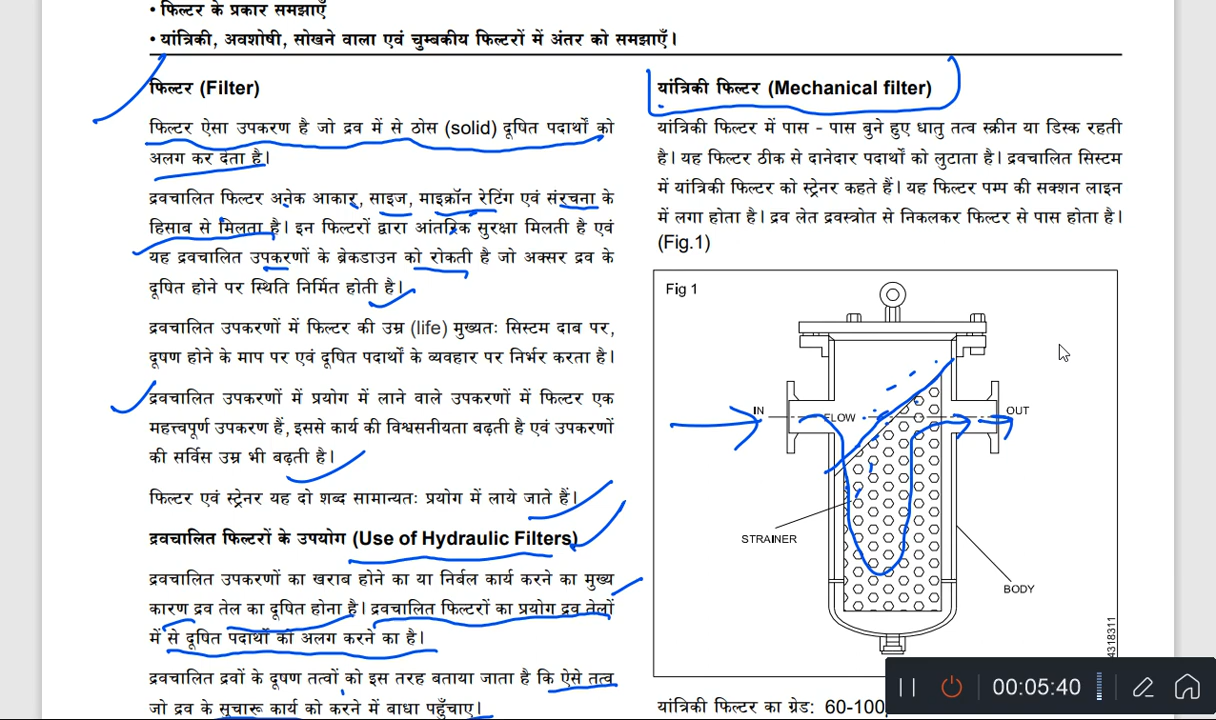 • फिल्टर के प्रकार समझाएँ
• यांत्रिकी, अवशोषी, सोखने वाला एवं चुम्बकीय फिल्टरों में अंतर को समझाएँ।
फिल्टर (Filter)
फिल्टर ऐसा उपकरण है जो द्रव में से ठोस (solid) दूषित पदार्थों को
अलग कर देता है।
द्रवचालित फिल्टर अनेक आकार, साइज, माइक्रॉन रेटिंग एवं संरचना के
हिसाब से मिलता है। इन फिल्टरों द्वारा आंतरिक सुरक्षा मिलती है एवं
यह द्रवचालित उपकरणों के ब्रेकडाउन को रोकती है जो अक्सर द्रव के
दूषित होने पर स्थिति निर्मित होती है।
द्रवचालित उपकरणों में फिल्टर की उम्र (life) मुख्यतः सिस्टम दाब पर,
दूषण होने के माप पर एवं दूषित पदार्थों के व्यवहार पर निर्भर करता है।
द्रवचालित उपकरणों में प्रयोग में लाने वाले उपकरणों में फिल्टर एक
महत्त्वपूर्ण उपकरण हैं, इससे कार्य की विश्वसनीयता बढ़ती है एवं उपकरणों
की सर्विस उम्र भी बढ़ती है।
फिल्टर एवं स्ट्रेनर यह दो शब्द सामान्यतः प्रयोग में लाये जाते हैं।
द्रवचालित फिल्टरों के उपयोग (Use of Hydraulic Filters)
द्रवचालित उपकरणों का खराब होने का या निर्बल कार्य करने का मुख्य
कारण द्रव तेल का दूषित होना है। द्रवचालित फिल्टरों का प्रयोग द्रव तेलों
में से दूषित पदार्थों को अलग करने का है।
द्रवचालित द्रवों के दूषण तत्वों को इस तरह बताया जाता है कि ऐसे तत्व
जो द्रव के सुचारू कार्य को करने में बाधा पहुँचाए।
यांत्रिकी फिल्टर (Mechanical filter)
यांत्रिकी फिल्टर में पास - पास बुने हुए धातु तत्व स्क्रीन या डिस्क रहती
है। यह फिल्टर ठीक से दानेदार पदार्थों को लुटाता है। द्रवचालित सिस्टम
में यांत्रिकी फिल्टर को स्ट्रेनर कहते हैं। यह फिल्टर पम्प की सक्शन लाइन
में लगा होता है। द्रव लेत द्रवस्त्रोत से निकलकर फिल्टर से पास होता है।
(Fig.1)
Fig 1
IN
FLOW
OUT
STRAINER
BODY
4318311
यांत्रिकी फिल्टर का ग्रेड: 60-100
00:05:40